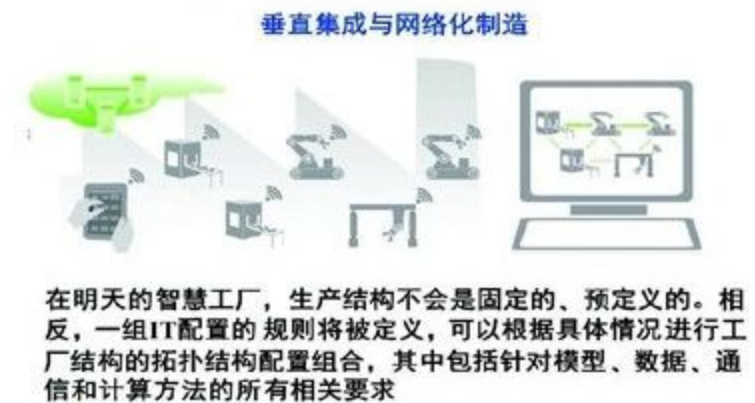 垂直集成与网络化制造
在明天的智慧工厂，生产结构不会是固定的、预定义的。相
反，一组IT配置的 规则将被定义，可以根据具体情况进行工
厂结构的拓扑结构配置组合，其中包括针对模型、数据、通
信和计算方法的所有相关要求